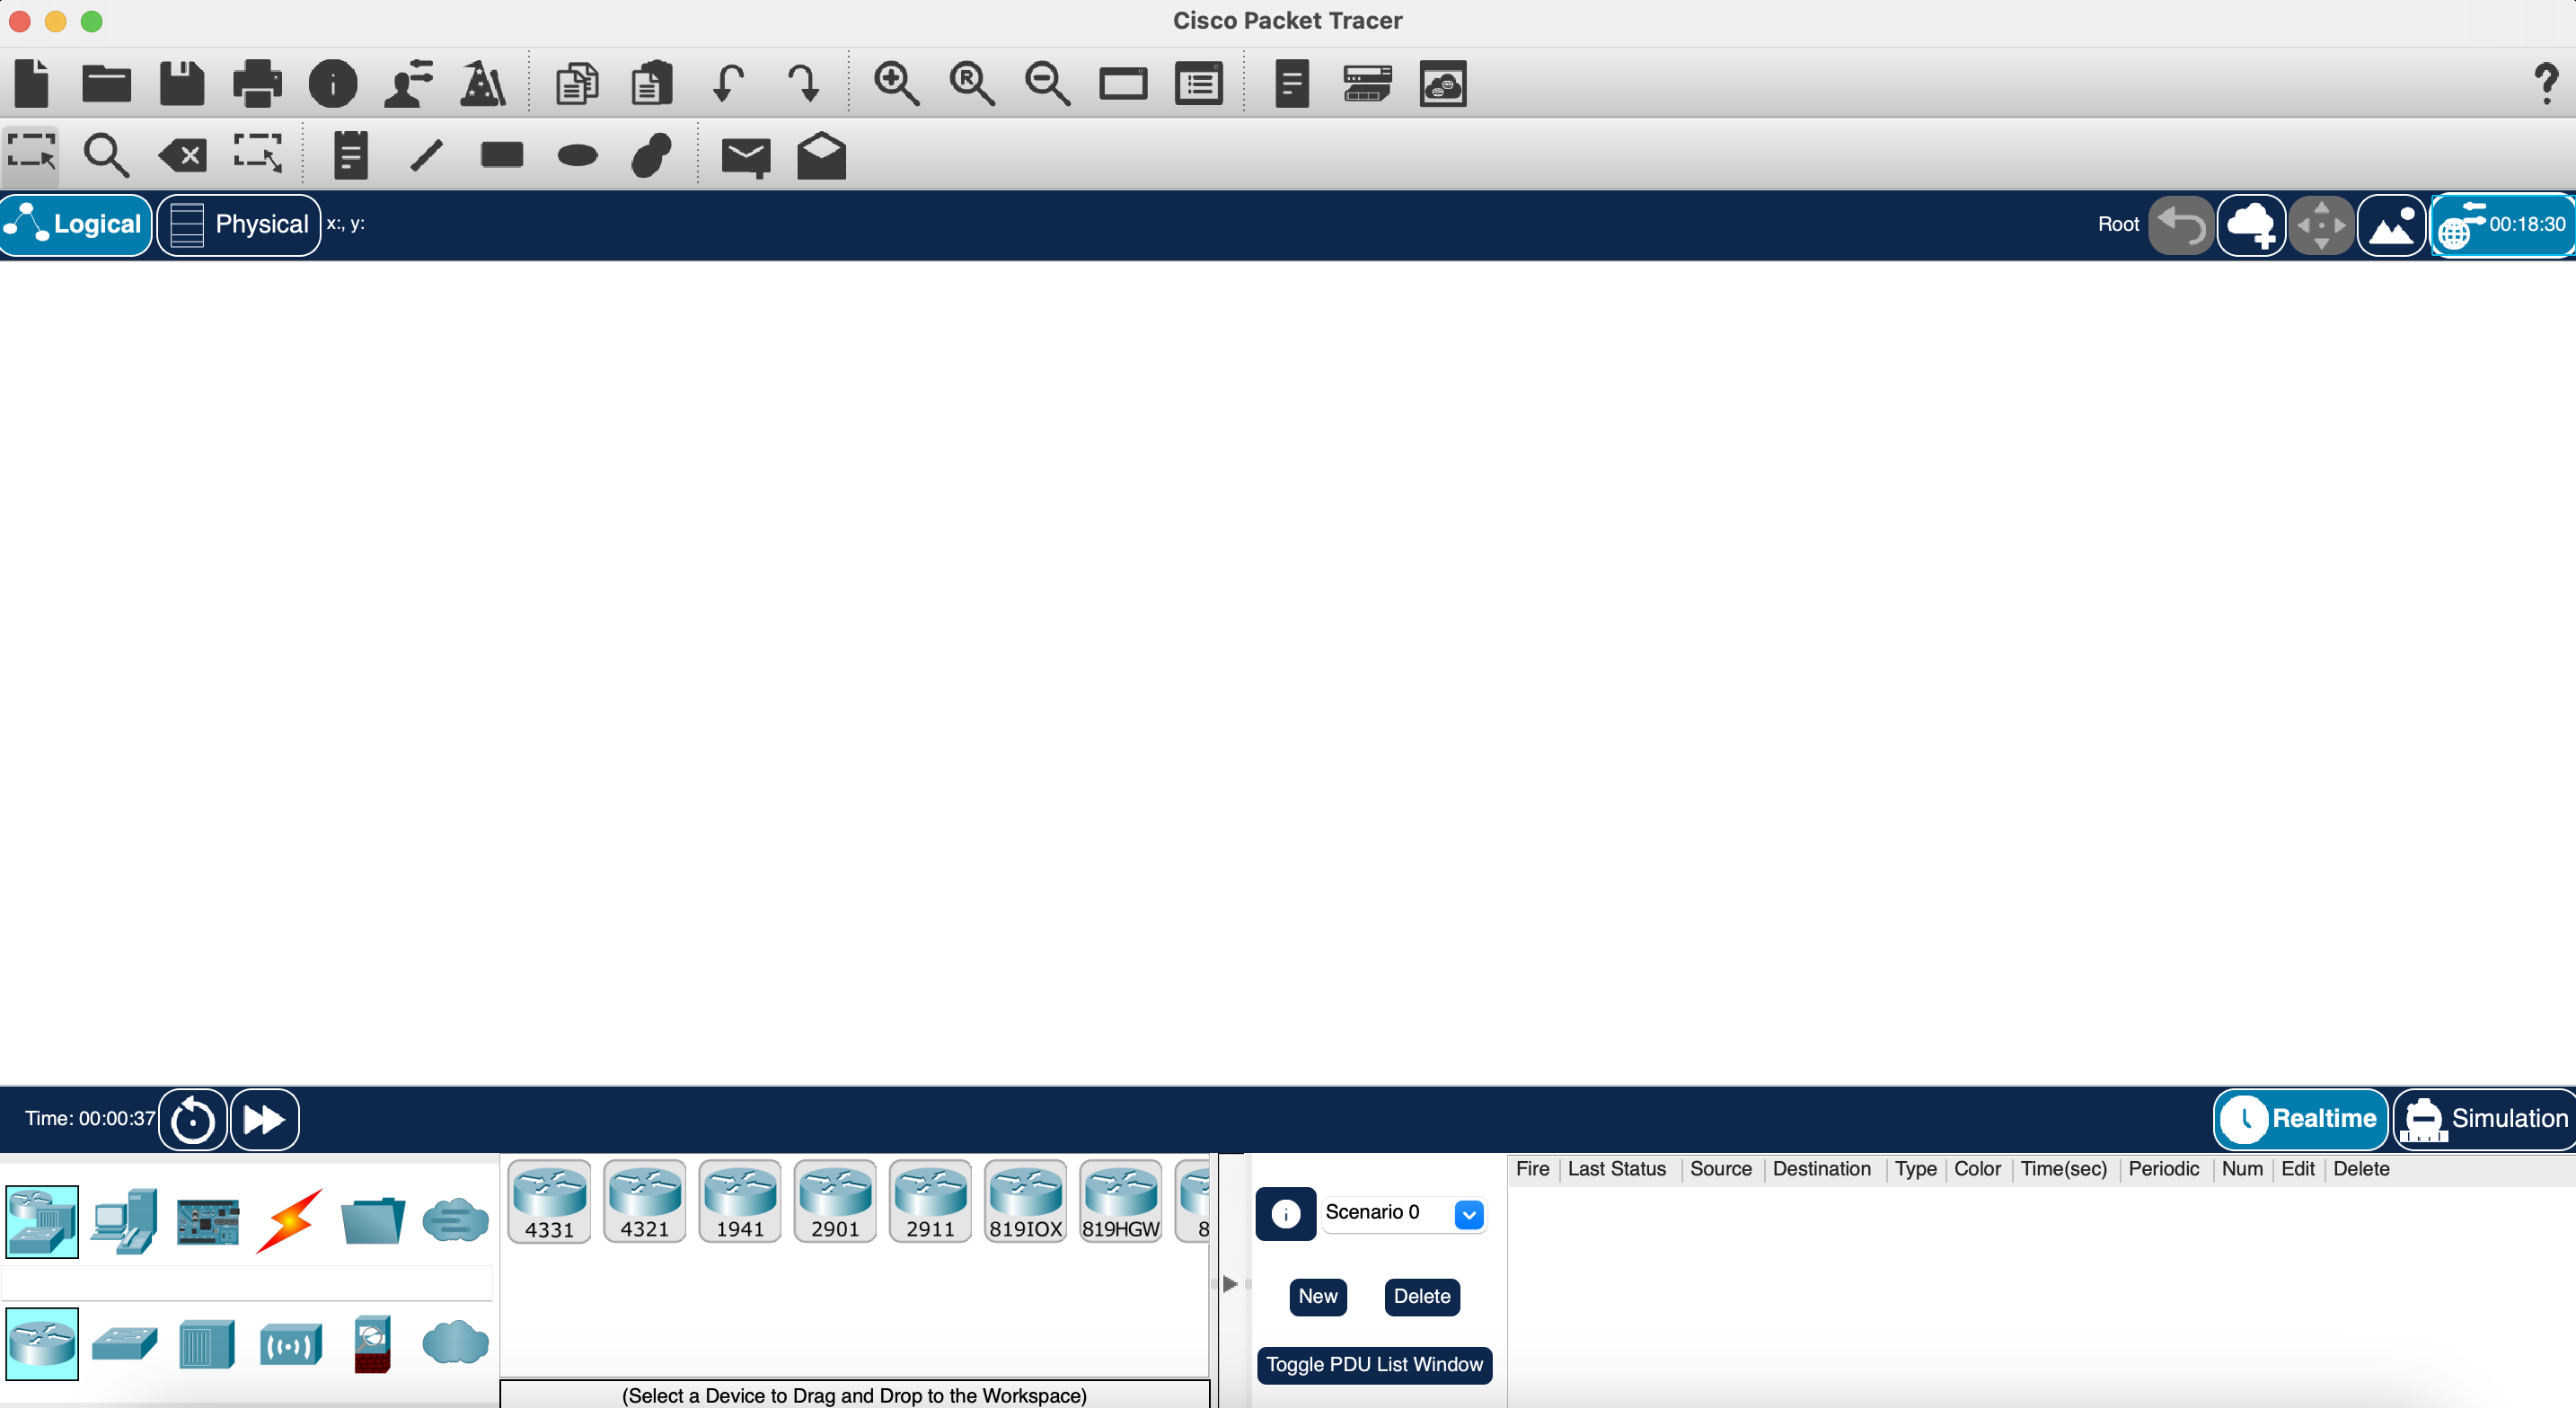 Cisco Packet Tracer
Logical
Physical
x:, y:
Root
00:18:30
Time: 00:00:37
Realtime
Simulation
4331
4321
1941
2901
2911
819IOX
819HGW
8
Scenario 0
New
Delete
Toggle PDU List Window
Fire Last Status Source Destination Type Color Time(sec) Periodic Num Edit Delete
(Select a Device to Drag and Drop to the Workspace)